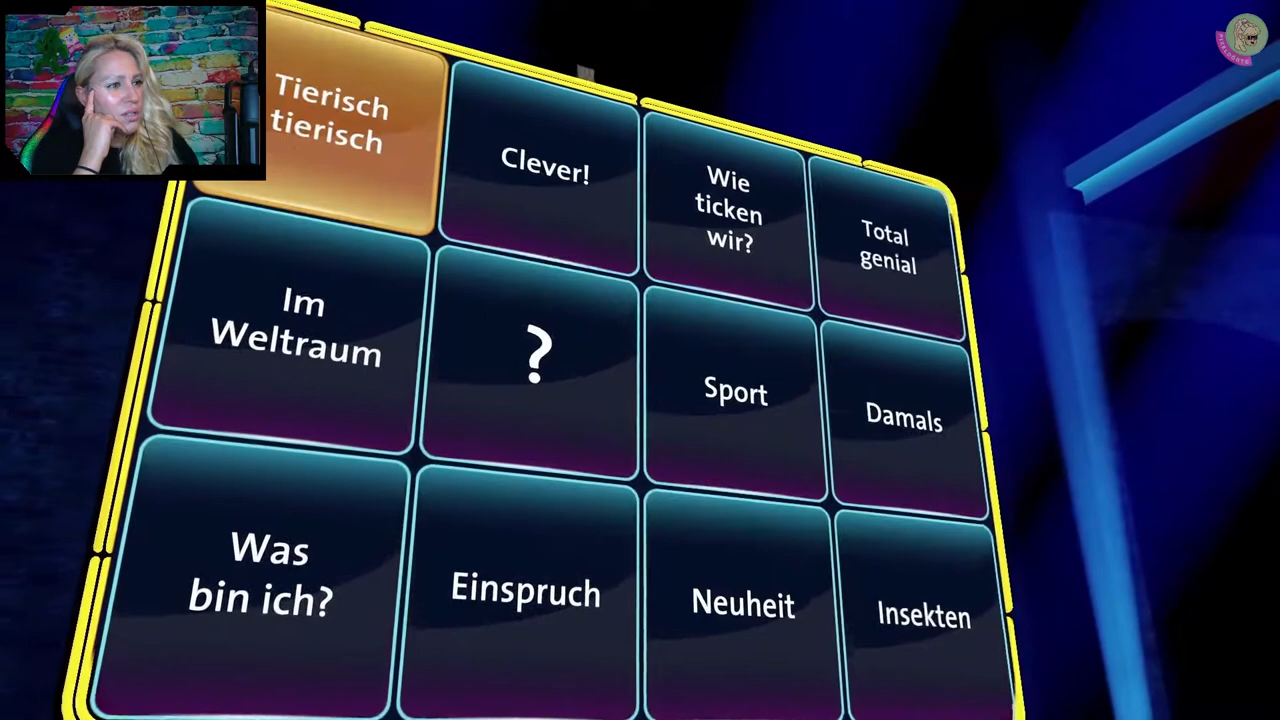 Tierisch
tierisch
Clever!
Wie
ticken
wir?
Total
genial
Im
Weltraum
?
Sport
Damals
Was
bin ich?
Einspruch
Neuheit
Insekten